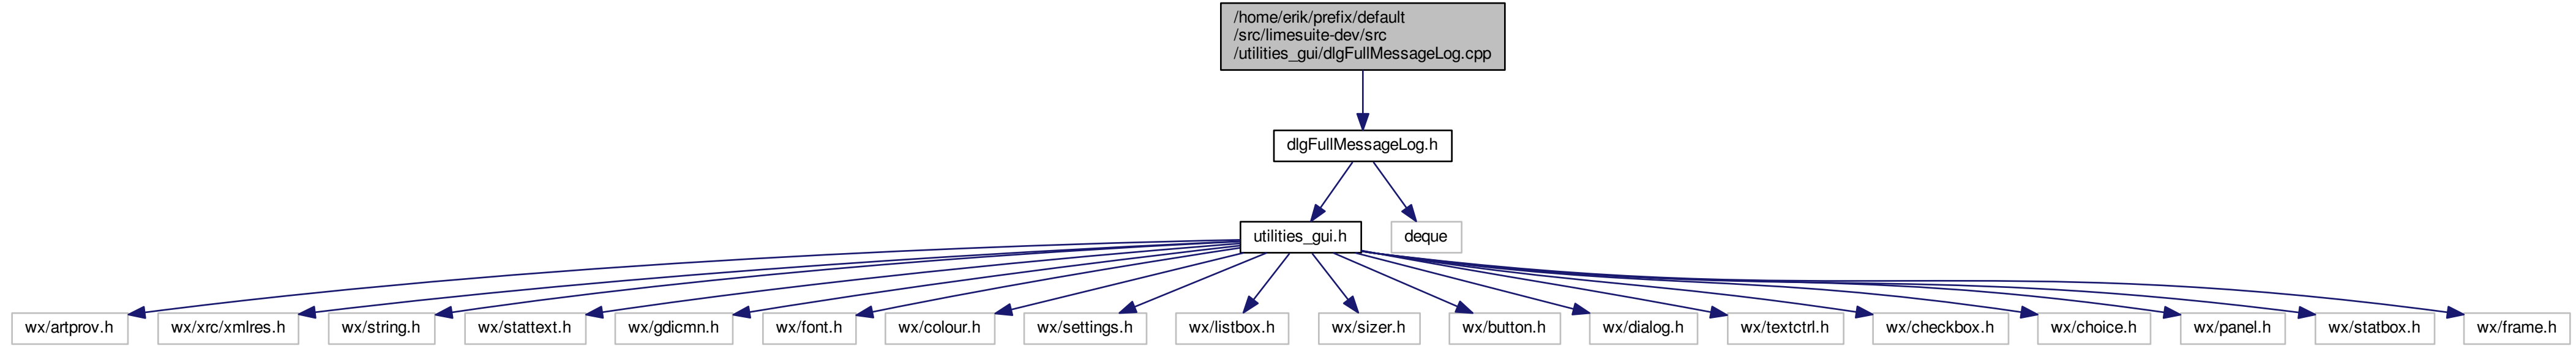 /home/erik/prefix/default
/src/limesuite-dev/src
/utilities_gui/dlgFullMessageLog.cpp
dlgFullMessageLog.h
utilities_gui.h
deque
wx/artprov.h
wx/xrc/xmlres.h
wx/string.h
wx/stattext.h
wx/gdicmn.h
wx/font.h
wx/colour.h
wx/settings.h
wx/listbox.h
wx/sizer.h
wx/button.h
wx/dialog.h
wx/textctrl.h
wx/checkbox.h
wx/choice.h
wx/panel.h
wx/statbox.h
wx/frame.h